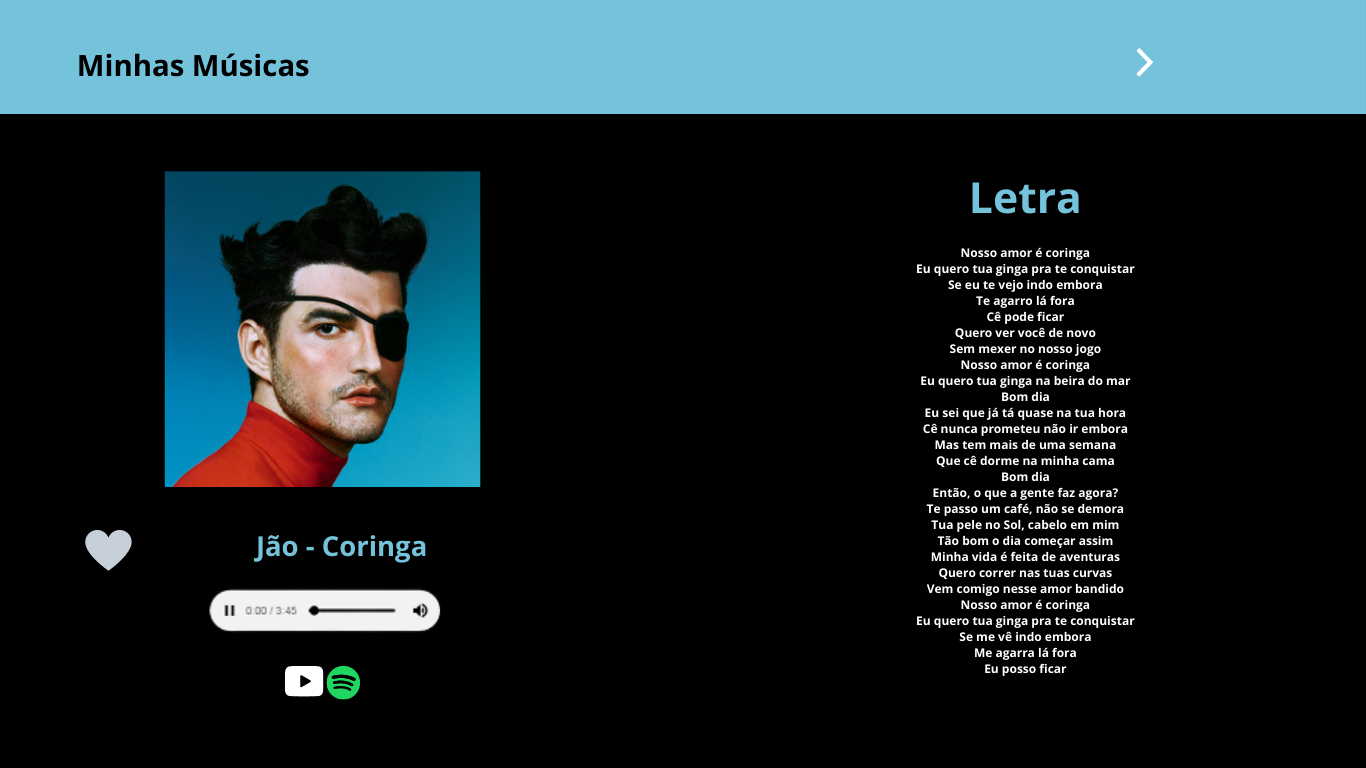 Minhas Músicas
Jão - Coringa
0:00 / 3:45
Letra
Nosso amor é coringa
Eu quero tua ginga pra te conquistar
Se eu te vejo indo embora
Te agarro lá fora
Cê pode ficar
Quero ver você de novo
Sem mexer no nosso jogo
Nosso amor é coringa
Eu quero tua ginga na beira do mar
Bom dia
Eu sei que já tá quase na tua hora
Cê nunca prometeu não ir embora
Mas tem mais de uma semana
Que cê dorme na minha cama
Bom dia
Então, o que a gente faz agora?
Te passo um café, não se demora
Tua pele no Sol, cabelo em mim
Tão bom o dia começar assim
Minha vida é feita de aventuras
Quero correr nas tuas curvas
Vem comigo nesse amor bandido
Nosso amor é coringa
Eu quero tua ginga pra te conquistar
Se me vê indo embora
Me agarra lá fora
Eu posso ficar